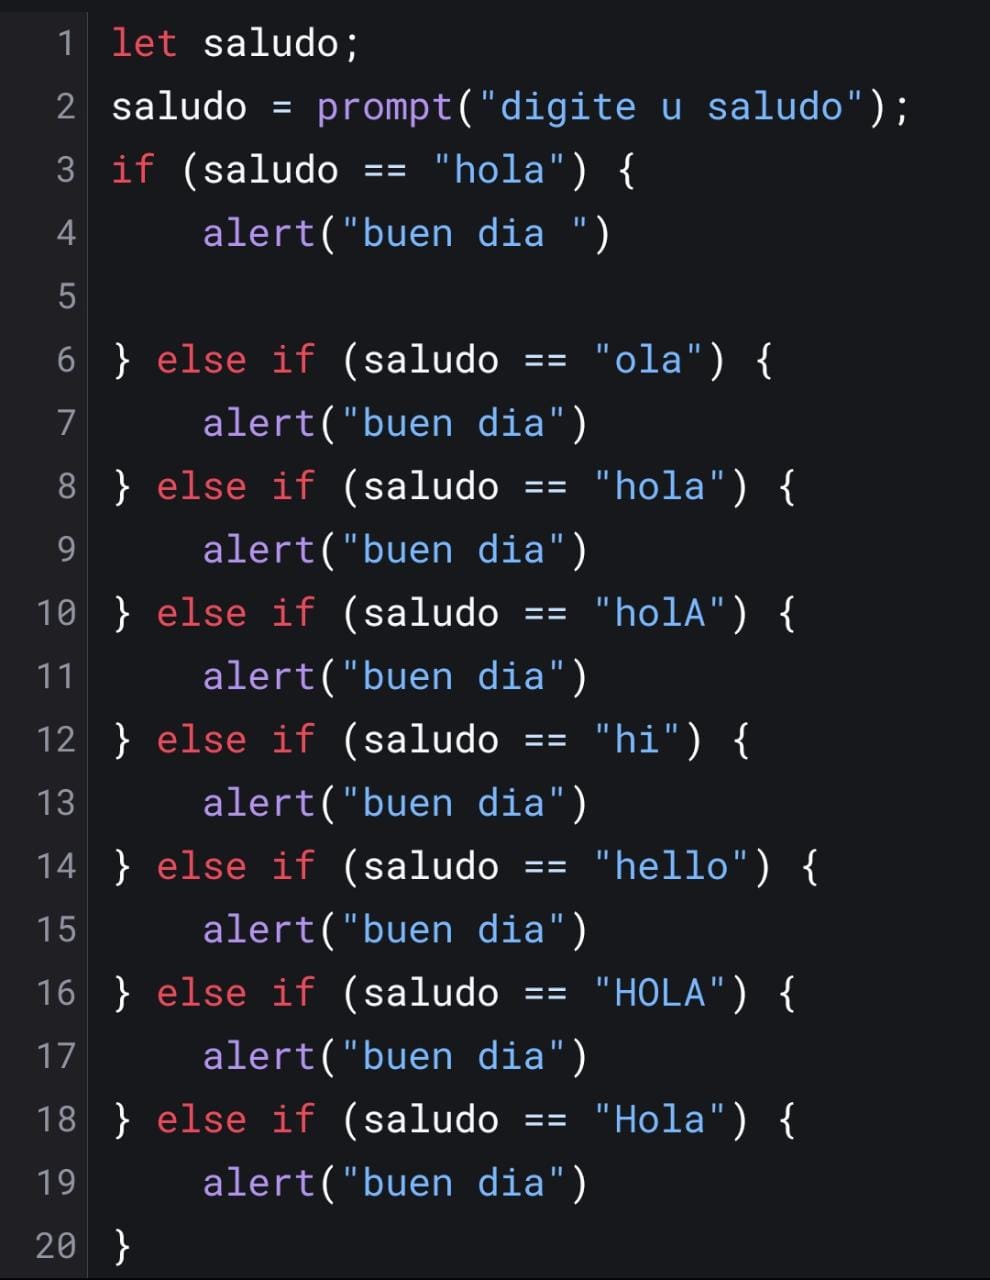 1 let saludo;
2 saludo = prompt("digite u saludo");
3 if (saludo == "hola") {
4     alert("buen dia ")
5
6 } else if (saludo == "ola") {
7     alert("buen dia")
8 } else if (saludo == "hola") {
9     alert("buen dia")
10 } else if (saludo == "holA") {
11     alert("buen dia")
12 } else if (saludo == "hi") {
13     alert("buen dia")
14 } else if (saludo == "hello") {
15     alert("buen dia")
16 } else if (saludo == "HOLA") {
17     alert("buen dia")
18 } else if (saludo == "Hola") {
19     alert("buen dia")
20 }